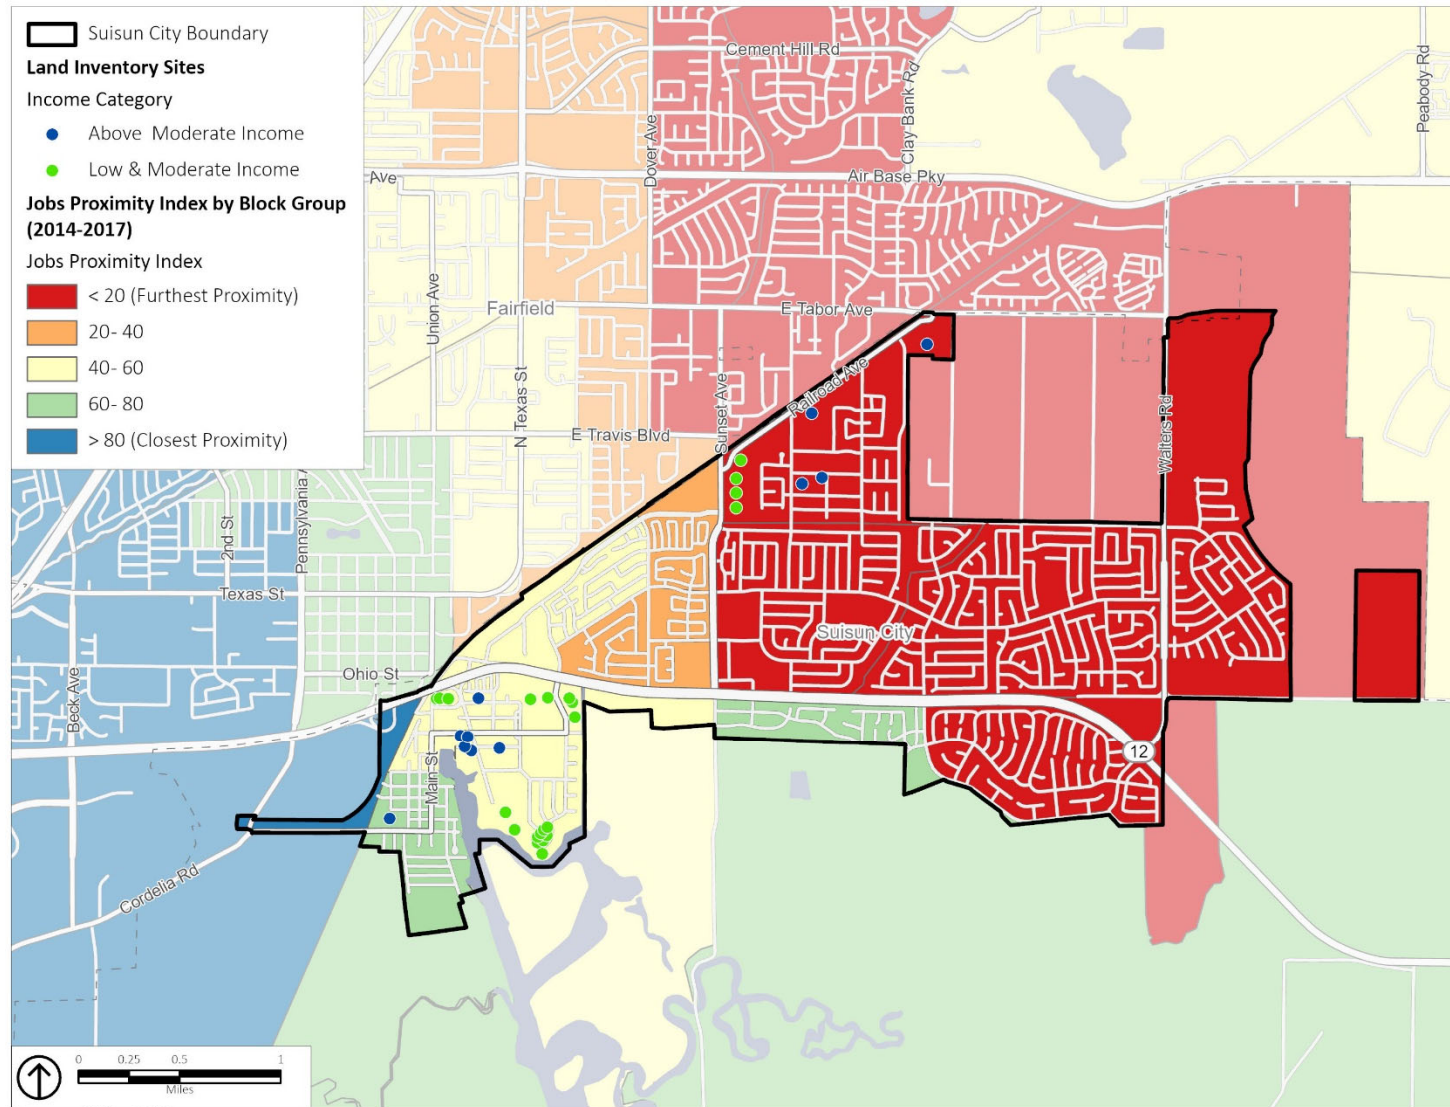 Suisun City Boundary
Land Inventory Sites
Income Category
Above Moderate Income
Low & Moderate Income
Jobs Proximity Index by Block Group
(2014-2017)
Jobs Proximity Index
< 20 (Furthest Proximity)
20- 40
40- 60
60- 80
> 80 (Closest Proximity)
Cement Hill Rd
Clay Bank Rd
Peabody Rd
Dover Ave
Ave
Air Base Pky
Union Ave
Fairfield
E Tabor Ave
N Texas St
Sunset Ave
Railroad Ave
E Travis Blvd
Walters Rd
Pennsylvania A
2nd St
Texas St
Suisun City
Ohio St
Beck Ave
Main St
12
Cordelia Rd
0 0.25 0.5 1
Miles